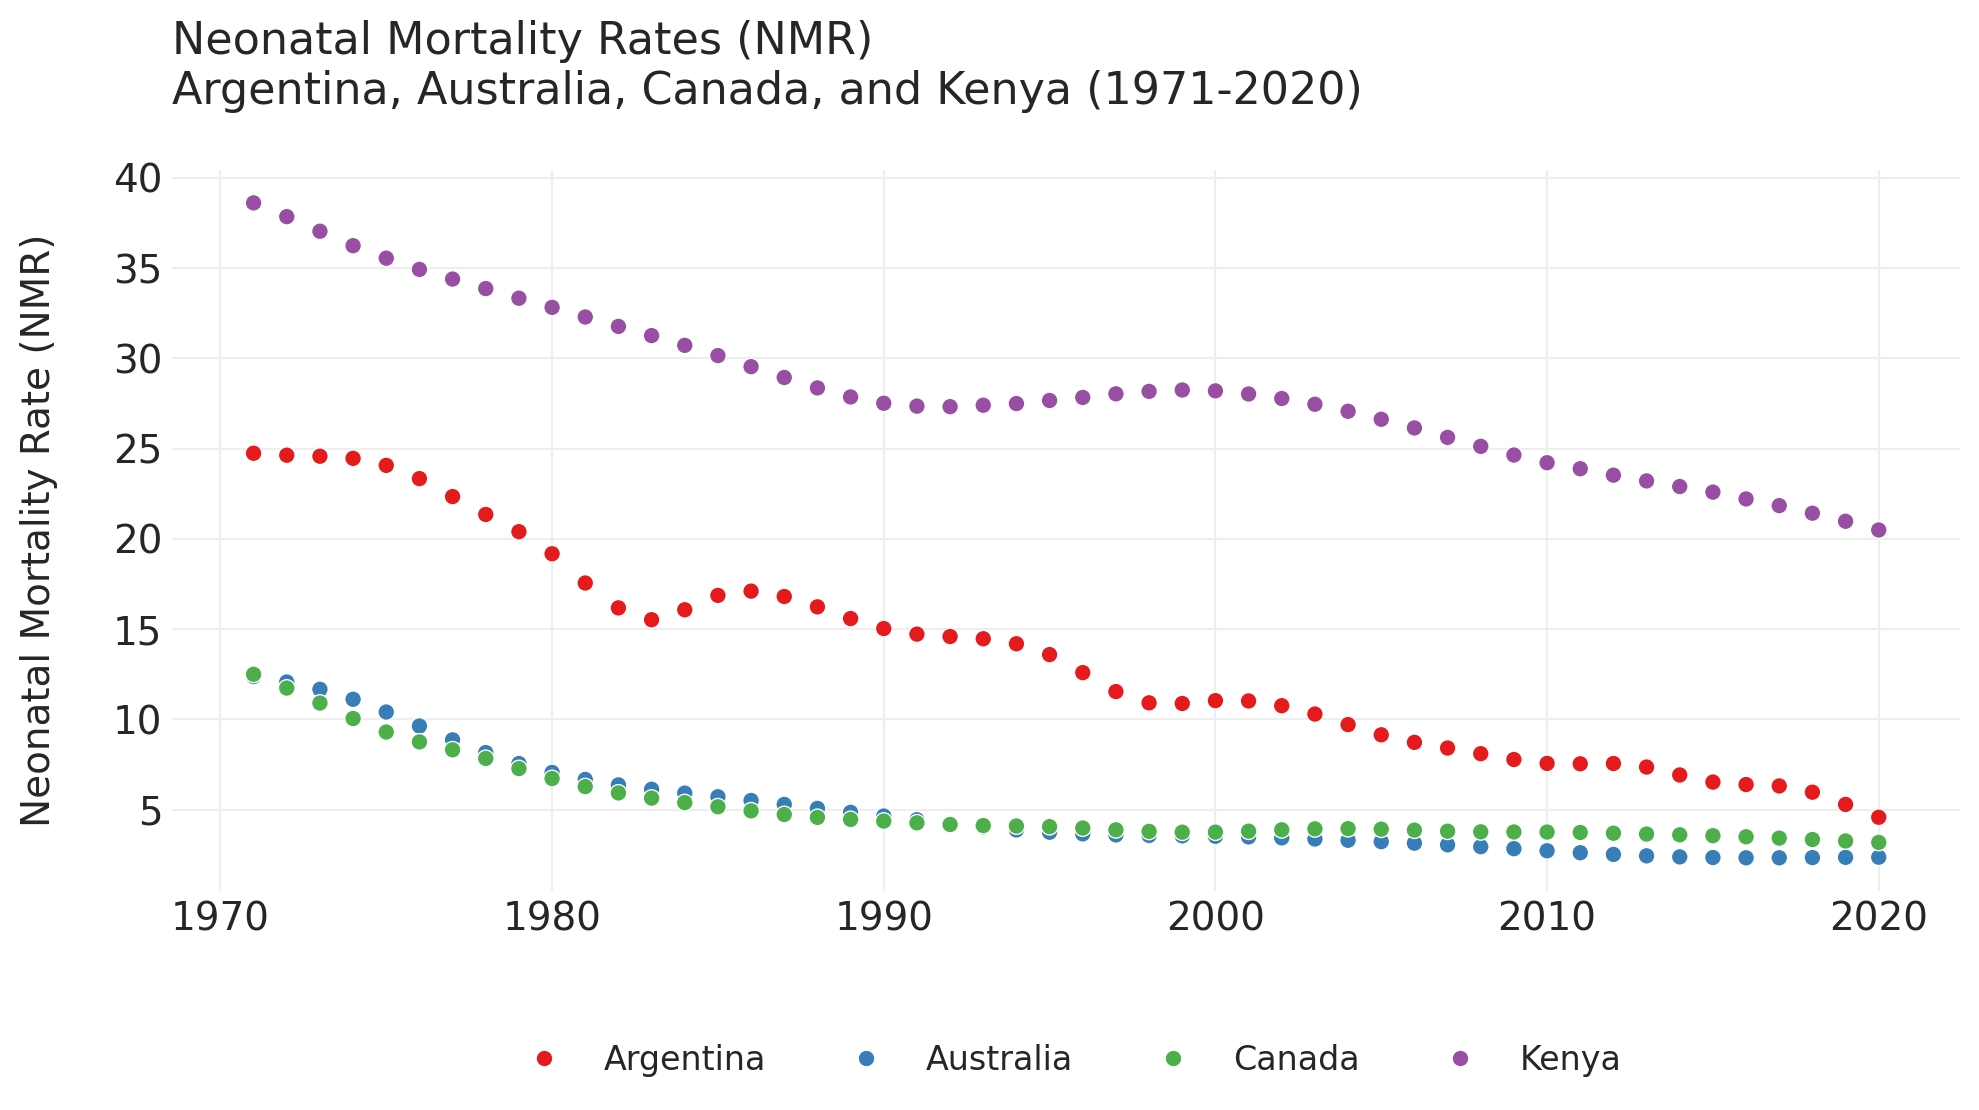 Neonatal Mortality Rates (NMR)
Argentina, Australia, Canada, and Kenya (1971-2020)
Neonatal Mortality Rate (NMR)
40
35
30
25
20
15
10
5
1970 1980 1990 2000 2010 2020
Argentina Australia Canada Kenya